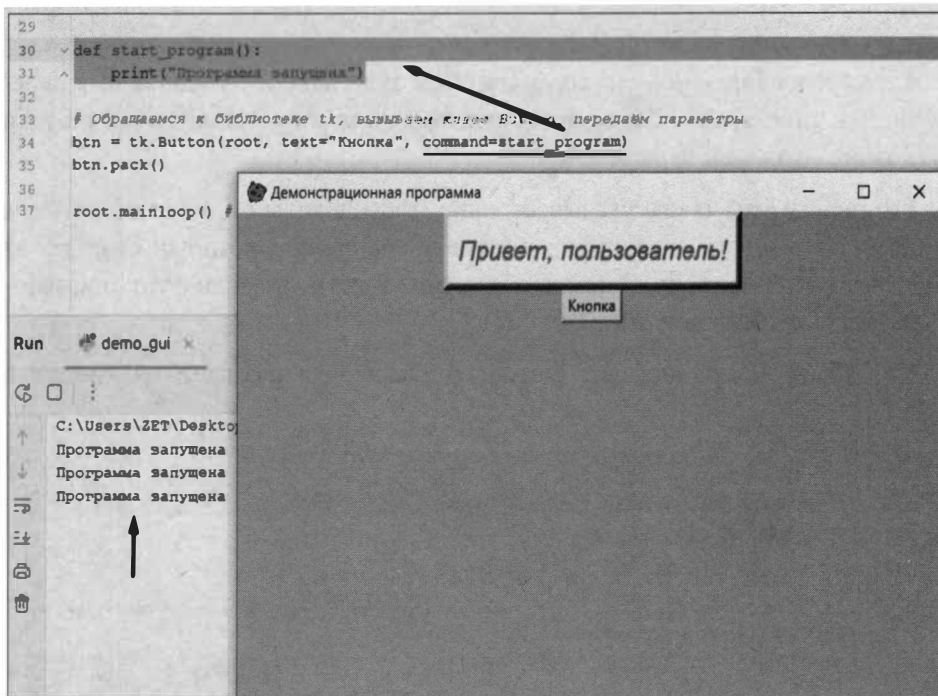 29
30 def start_program():
31 print("Программа запущена")
32
33 # Обращаемся к библиотеке tk, вызываем класс передаём параметры
34 btn = tk.Button(root, text="Кнопка", command=start_program)
35 btn.pack()
36
37 root.mainloop() #
Демонстрационная программа
Привет, пользователь!
Кнопка
Run demo_gui
C:\Users\ZET\Deskto
Программа запущена
Программа запущена
Программа запущена